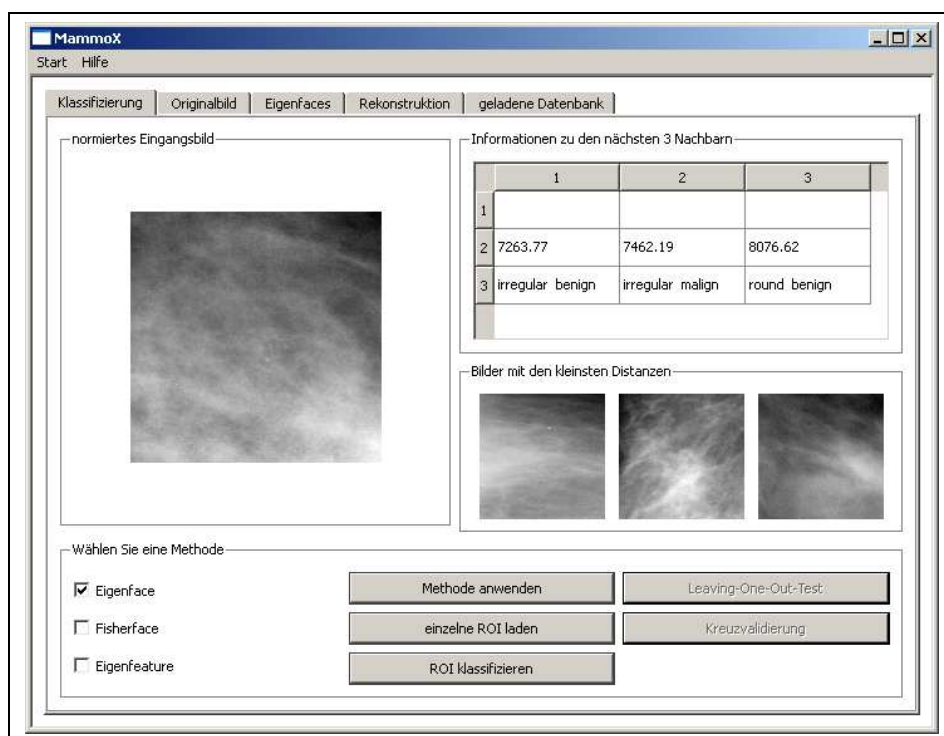 MammoX
Start Hilfe
Klassifizierung Originalbild Eigenfaces Rekonstruktion geladene Datenbank
normiertes Eingangsbild
Informationen zu den nächsten 3 Nachbarn
1 2 3
1
2 7263.77 7462.19 8076.62
3 irregular benign irregular malign round benign
Bilder mit den kleinsten Distanzen
Wählen Sie eine Methode
Eigenface Methode anwenden Leaving-One-Out-Test
Fisherface einzelne ROI laden Kreuzvalidierung
Eigenfeature ROI klassifizieren